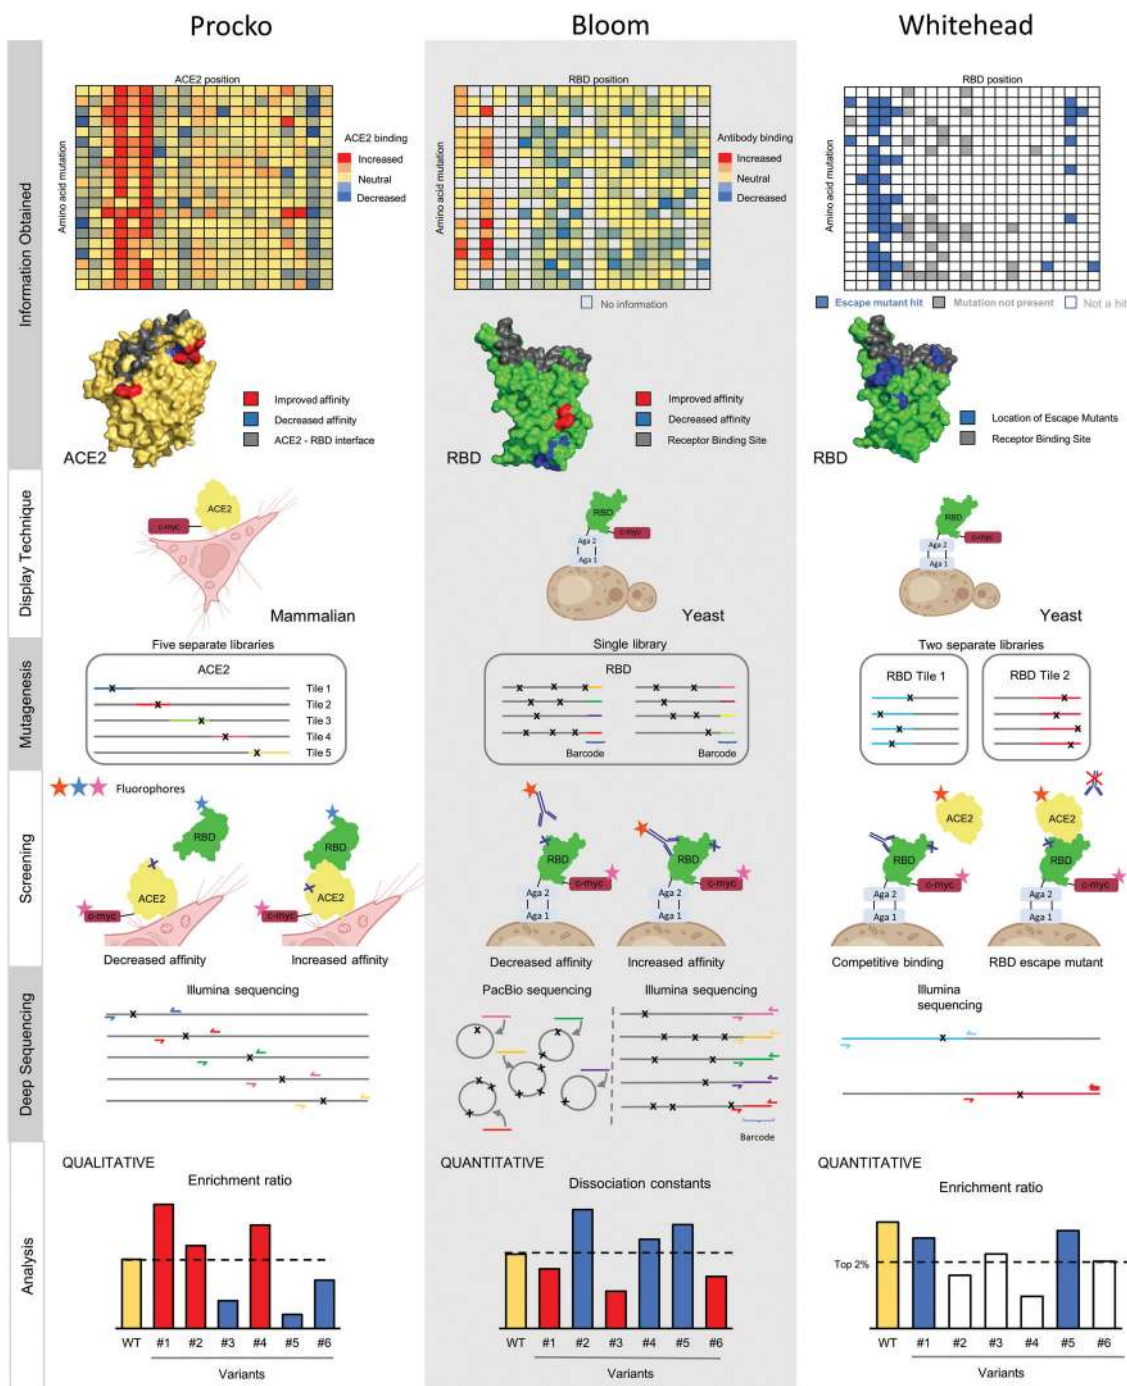 Procko
Bloom
Whitehead
Information Obtained
ACE2 position
Amino acid mutation
ACE2 binding
Increased
Neutral
Decreased
RBD position
Amino acid mutation
Antibody binding
Increased
Neutral
Decreased
No information
RBD position
Amino acid mutation
Escape mutant hit
Mutation not present
Not a hit
Improved affinity
Decreased affinity
ACE2 - RBD interface
ACE2
Improved affinity
Decreased affinity
Receptor Binding Site
RBD
Location of Escape Mutants
Receptor Binding Site
RBD
Display Technique
c-myc
ACE2
Mammalian
RBD
c-myc
Aga 2
Aga 1
Yeast
RBD
c-myc
Aga 2
Aga 1
Yeast
Mutagenesis
Five separate libraries
ACE2
Tile 1
Tile 2
Tile 3
Tile 4
Tile 5
Single library
RBD
Barcode
Barcode
Two separate libraries
RBD Tile 1
RBD Tile 2
Screening
Fluorophores
RBD
ACE2
c-myc
Decreased affinity
RBD
ACE2
c-myc
Increased affinity
RBD
c-myc
Aga 2
Aga 1
Decreased affinity
RBD
c-myc
Aga 2
Aga 1
Increased affinity
ACE2
RBD
c-myc
Aga 2
Aga 1
Competitive binding
ACE2
RBD
c-myc
Aga 2
Aga 1
RBD escape mutant
Deep Sequencing
Illumina sequencing
PacBio sequencing
Illumina sequencing
Barcode
Illumina
sequencing
Analysis
QUALITATIVE
Enrichment ratio
WT #1 #2 #3 #4 #5 #6
Variants
QUANTITATIVE
Dissociation constants
WT #1 #2 #3 #4 #5 #6
Variants
QUANTITATIVE
Enrichment ratio
Top 2%
WT #1 #2 #3 #4 #5 #6
Variants